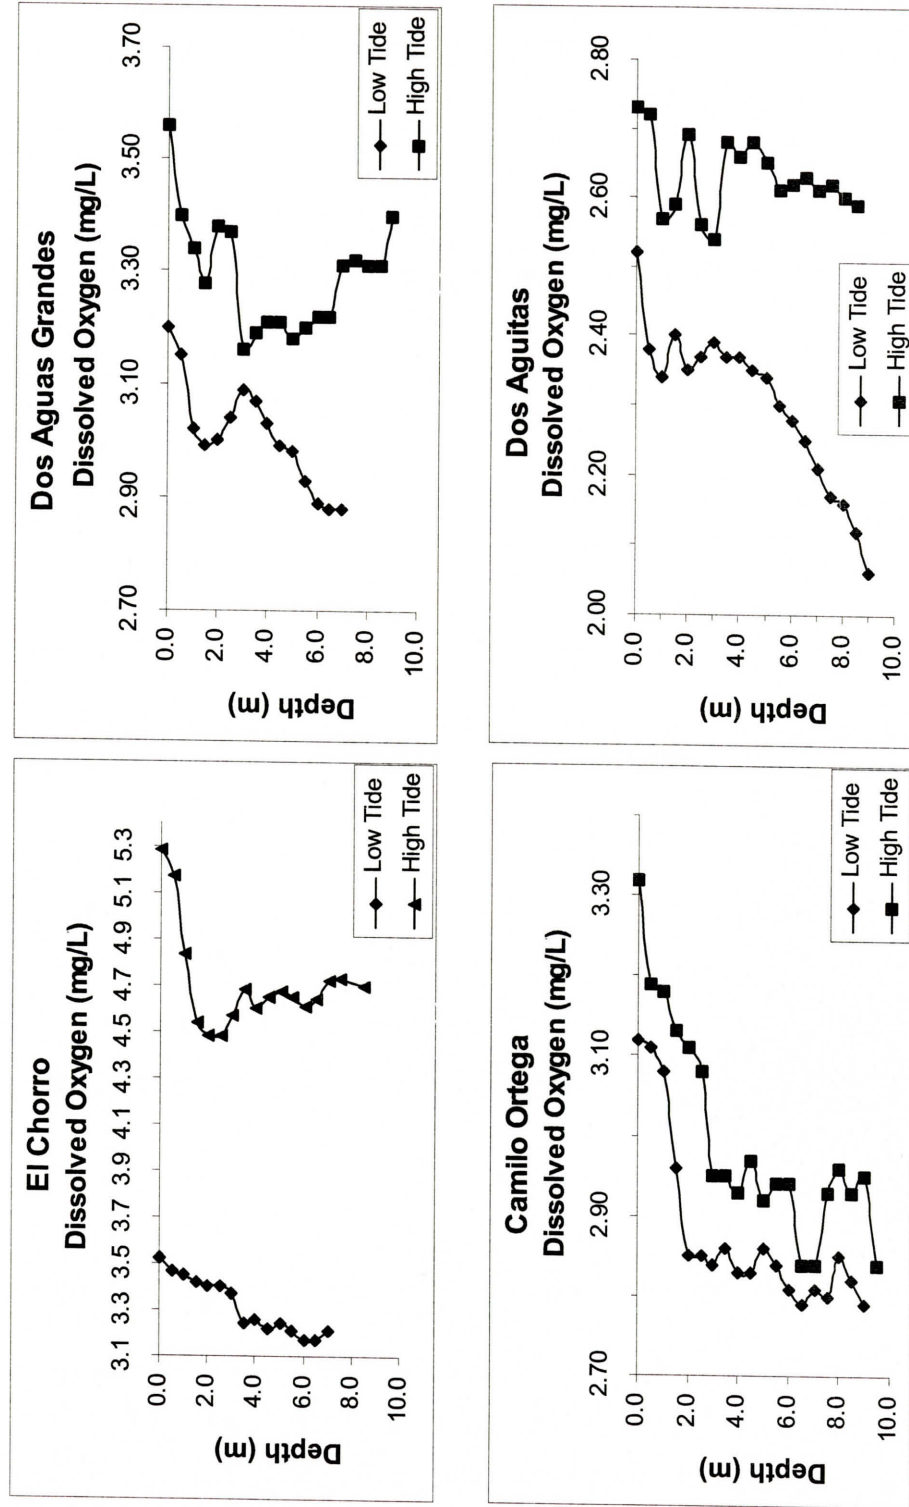 El Chorro
Dissolved Oxygen (mg/L)
3.1 3.3 3.5 3.7 3.9 4.1 4.3 4.5 4.7 4.9 5.1 5.3
0.0
2.0
4.0
6.0
8.0
10.0
Depth (m)
Low Tide
High Tide
Dos Aguas Grandes
Dissolved Oxygen (mg/L)
2.70 2.90 3.10 3.30 3.50 3.70
0.0
2.0
4.0
6.0
8.0
10.0
Depth (m)
Low Tide
High Tide
Camilo Ortega
Dissolved Oxygen (mg/L)
2.70 2.90 3.10 3.30
0.0
2.0
4.0
6.0
8.0
10.0
Depth (m)
Low Tide
High Tide
Dos Aguitas
Dissolved Oxygen (mg/L)
2.00 2.20 2.40 2.60 2.80
0.0
2.0
4.0
6.0
8.0
10.0
Depth (m)
Low Tide
High Tide